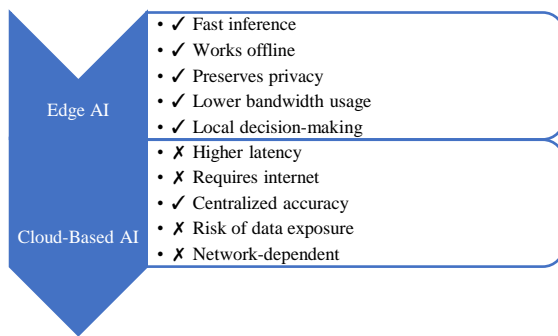 Edge AI
• ✓ Fast inference
• ✓ Works offline
• ✓ Preserves privacy
• ✓ Lower bandwidth usage
• ✓ Local decision-making
Cloud-Based AI
• ✗ Higher latency
• ✗ Requires internet
• ✓ Centralized accuracy
• ✗ Risk of data exposure
• ✗ Network-dependent